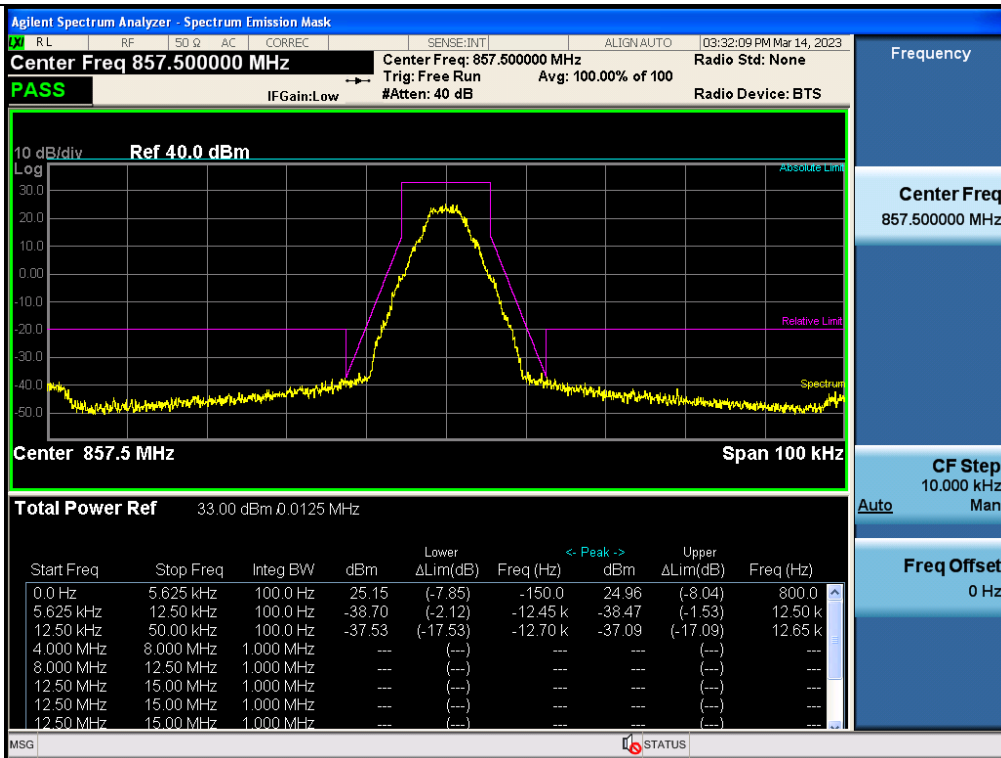 Agilent Spectrum Analyzer - Spectrum Emission Mask
LXI RL RF 50 Ω AC CORREC SENSE:INT ALIGN AUTO 03:32:09 PM Mar 14, 2023
Center Freq 857.500000 MHz Center Freq: 857.500000 MHz Radio Std: None
Trig: Free Run Avg: 100.00% of 100
PASS IFGain:Low #Atten: 40 dB Radio Device: BTS
10 dB/div Ref 40.0 dBm
Log
Absolute Limit
30.0
20.0
10.0
0.00
-10.0
-20.0
Relative Limit
-30.0
-40.0
Spectrum
-50.0
Center 857.5 MHz Span 100 kHz
Total Power Ref 33.00 dBm / 0.0125 MHz
Lower <- Peak -> Upper
Start Freq Stop Freq Integ BW dBm ΔLim(dB) Freq (Hz) dBm ΔLim(dB) Freq (Hz)
0.0 Hz 5.625 kHz 100.0 Hz 25.15 (-7.85) -150.0 24.96 (-8.04) 800.0
5.625 kHz 12.50 kHz 100.0 Hz -38.70 (-2.12) -12.45 k -38.47 (-1.53) 12.50 k
12.50 kHz 50.00 kHz 100.0 Hz -37.53 (-17.53) -12.70 k -37.09 (-17.09) 12.65 k
4.000 MHz 8.000 MHz 1.000 MHz --- (---) --- --- (---) ---
8.000 MHz 12.50 MHz 1.000 MHz --- (---) --- --- (---) ---
12.50 MHz 15.00 MHz 1.000 MHz --- (---) --- --- (---) ---
12.50 MHz 15.00 MHz 1.000 MHz --- (---) --- --- (---) ---
12.50 MHz 15.00 MHz 1.000 MHz --- (---) --- --- (---) ---
MSG STATUS
Frequency
Center Freq
857.500000 MHz
CF Step
10.000 kHz
Auto Man
Freq Offset
0 Hz